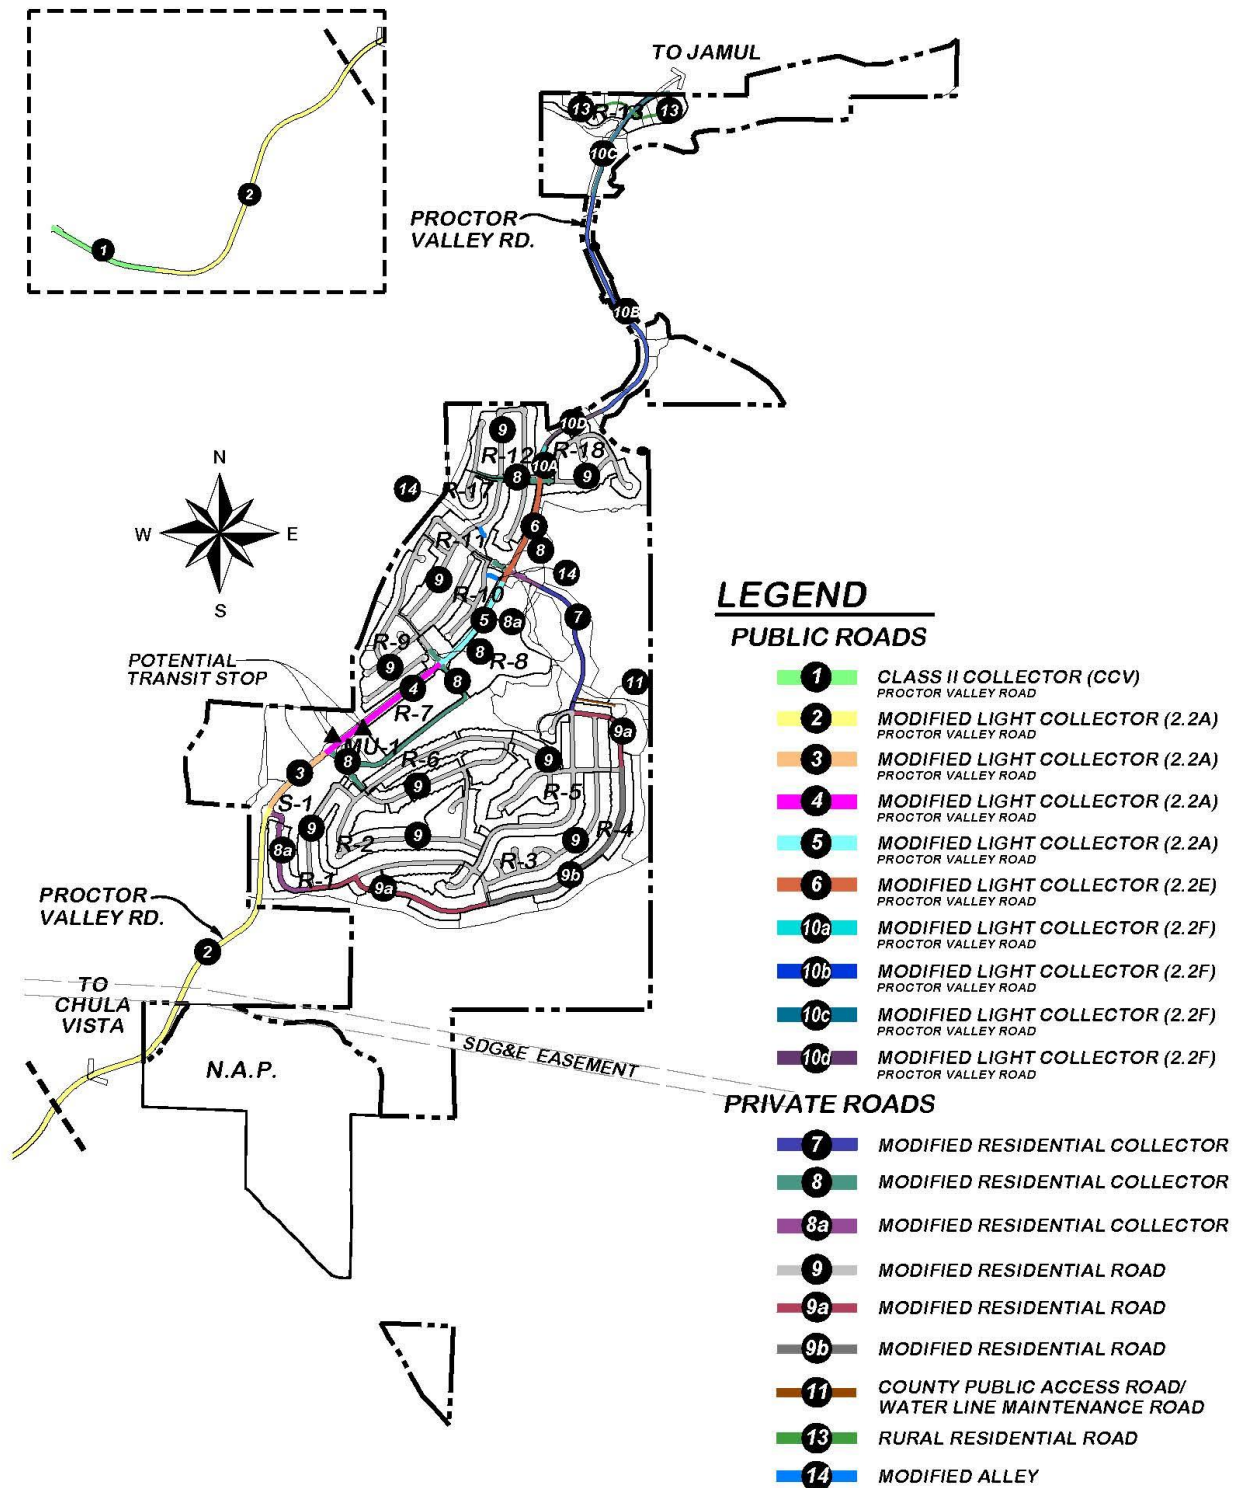 TO JAMUL
13
R-13
13
10C
2
1
PROCTOR
VALLEY RD.
10B
10D
9
R-12
R-18
10A
8
9
14
R-17
N
W
E
S
6
R-11
8
14
9
R-10
5
8a
7
R-9
8
R-8
9
POTENTIAL
TRANSIT STOP
4
8
11
R-7
9a
MU-1
8
R-6
9
3
9
R-5
S-1
9
R-2
9
R-4
9
8a
R-3
9b
R-1
9a
PROCTOR
VALLEY RD.
2
TO
CHULA
VISTA
SDG&E EASEMENT
N.A.P.
LEGEND
PUBLIC ROADS
1 CLASS II COLLECTOR (CCV)
PROCTOR VALLEY ROAD
2 MODIFIED LIGHT COLLECTOR (2.2A)
PROCTOR VALLEY ROAD
3 MODIFIED LIGHT COLLECTOR (2.2A)
PROCTOR VALLEY ROAD
4 MODIFIED LIGHT COLLECTOR (2.2A)
PROCTOR VALLEY ROAD
5 MODIFIED LIGHT COLLECTOR (2.2A)
PROCTOR VALLEY ROAD
6 MODIFIED LIGHT COLLECTOR (2.2E)
PROCTOR VALLEY ROAD
10a MODIFIED LIGHT COLLECTOR (2.2F)
PROCTOR VALLEY ROAD
10b MODIFIED LIGHT COLLECTOR (2.2F)
PROCTOR VALLEY ROAD
10c MODIFIED LIGHT COLLECTOR (2.2F)
PROCTOR VALLEY ROAD
10d MODIFIED LIGHT COLLECTOR (2.2F)
PROCTOR VALLEY ROAD
PRIVATE ROADS
7 MODIFIED RESIDENTIAL COLLECTOR
8 MODIFIED RESIDENTIAL COLLECTOR
8a MODIFIED RESIDENTIAL COLLECTOR
9 MODIFIED RESIDENTIAL ROAD
9a MODIFIED RESIDENTIAL ROAD
9b MODIFIED RESIDENTIAL ROAD
11 COUNTY PUBLIC ACCESS ROAD/
WATER LINE MAINTENANCE ROAD
13 RURAL RESIDENTIAL ROAD
14 MODIFIED ALLEY